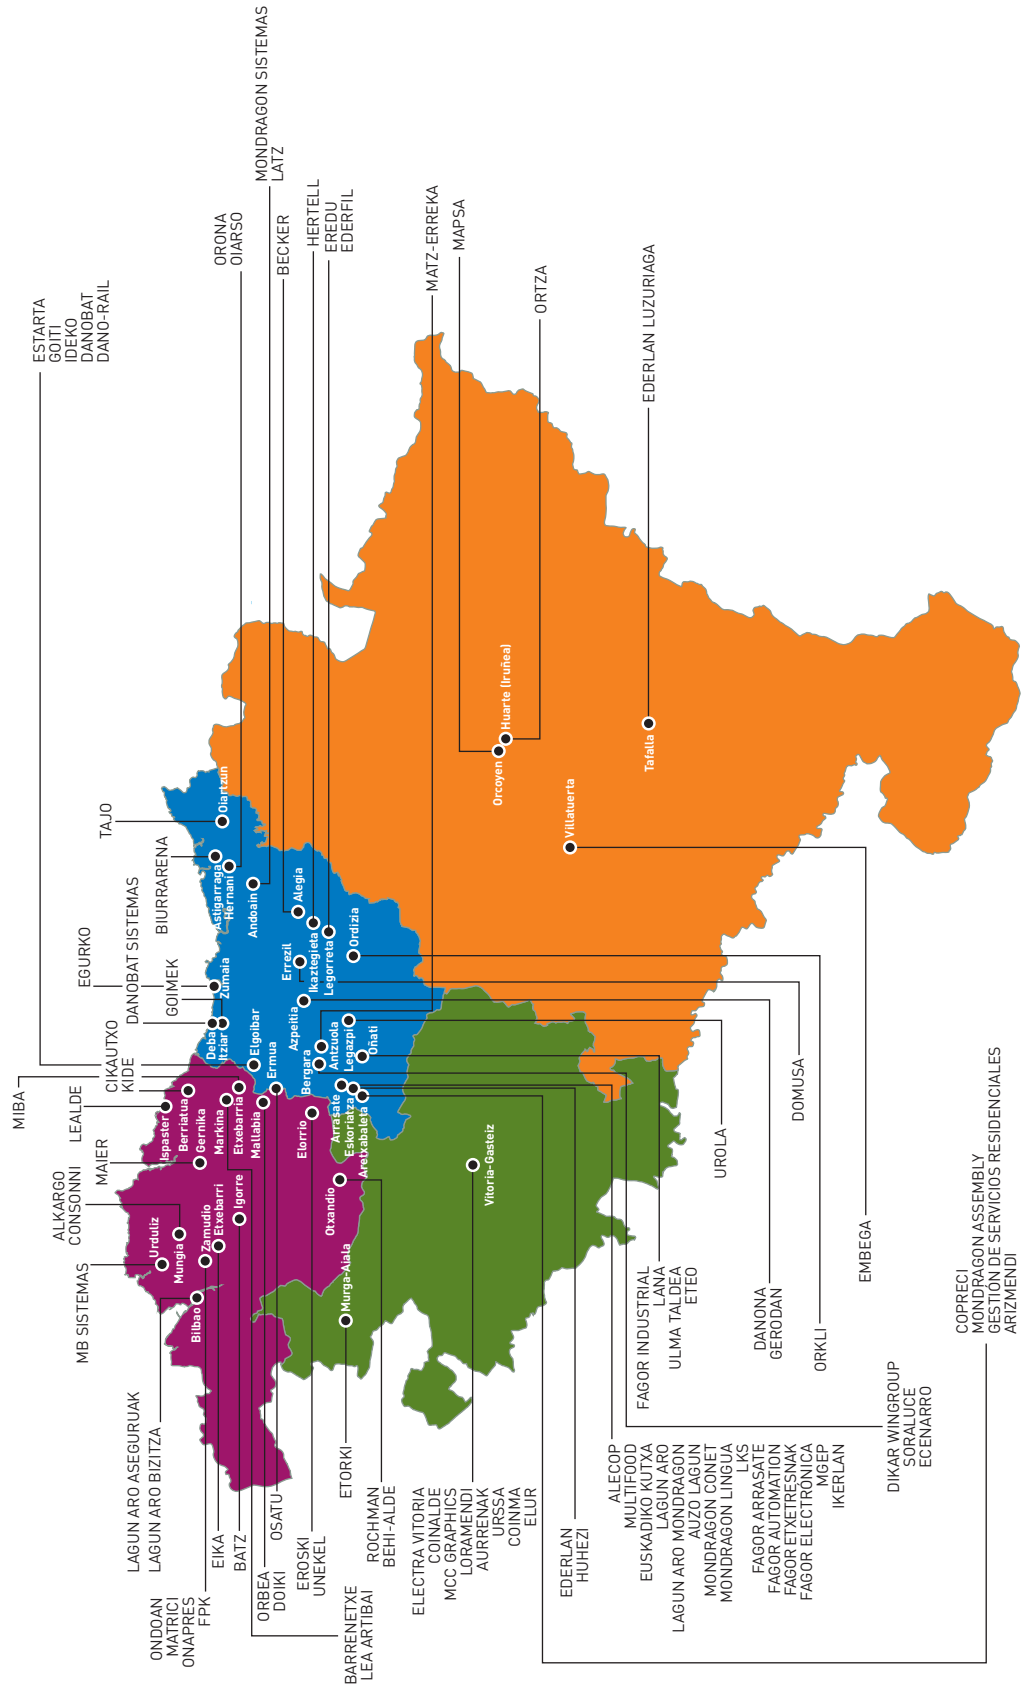 MIBA
CIKAUTXO
KIDE
LEALDE
MAIER
ALKARGO
CONSONNI
MB SISTEMAS
LAGUN ARO ASEGURUAK
LAGUN ARO BIZITZA
ONDOAN
MATRICI
ONAPRES
FPK
EIKA
BATZ
ORBEA
DOIKI
OSATU
EROSKI
UNEKEL
BARRENETXE
LEA ARTIBAI
ETORKI
ROCHMAN
BEHI-ALDE
ELECTRA VITORIA
COINALDE
MCC GRAPHICS
LORAMENDI
AURRENAK
URSSA
COINMA
ELUR
EDERLAN
HUHEZI
ALECOP
MULTIFOOD
EUSKADIKO KUTXA
LAGUN ARO
LAGUN ARO MONDRAGON
AUZO LAGUN
MONDRAGON CONET
MONDRAGON LINGUA
LKS
FAGOR ARRASATE
FAGOR AUTOMATION
FAGOR ETXETRESNAK
FAGOR ELECTRÓNICA
MGEP
IKERLAN
FAGOR INDUSTRIAL
LANA
ULMA TALDEA
ETEO
UROLA
DANONA
GERODAN
DOMUSA
ORKLI
EMBEGA
DIKAR WINGROUP
SORALUCE
ECENARRO
COPRECI
MONDRAGON ASSEMBLY
GESTIÓN DE SERVICIOS RESIDENCIALES
ARIZMENDI
ESTARTA
GOITI
IDEKO
DANOBAT
DANO-RAIL
EGURKO
DANOBAT SISTEMAS
GOIMEK
TAJO
BIURRARENA
ORONA
OIARSO
MONDRAGON SISTEMAS
LATZ
BECKER
HERTELL
EREDU
EDERFIL
MATZ-ERREKA
MAPSA
ORTZA
EDERLAN LUZURIAGA
Urduliz
Mungia
Zamudio
Etxebarri
Bilbao
Igorre
Ispaster
Berriatua
Gernika
Markina
Etxebarria
Mallabia
Ermua
Elorrio
Otxandio
Murga-Aiala
Vitoria-Gasteiz
Deba
Itziar
Zumaia
Elgoibar
Azpeitia
Bergara
Antzuola
Legazpi
Oñati
Arrasate
Eskoriatza
Aretxabaleta
Errezil
Ikaztegieta
Legorreta
Alegia
Ordizia
Astigarraga
Hernani
Andoain
Oiartzun
Orcoyen
Huarte (Iruñea)
Villatuerta
Tafalla